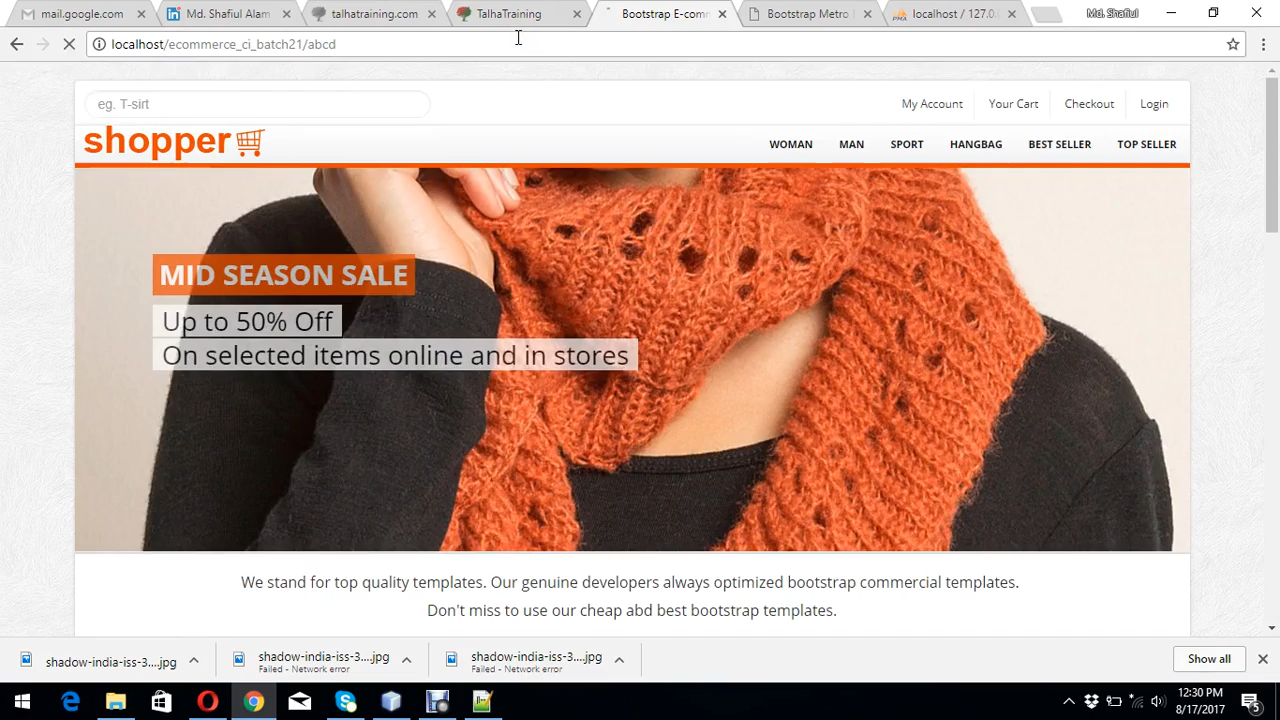 mail.google.com
Md. Shafiul Alam
talhatraining.com
TalhaTraining
Bootstrap E-com
Bootstrap Metro
localhost / 127.0.
Md. Shafiul
localhost/ecommerce_ci_batch21/abcd
eg. T-sirt
My Account
Your Cart
Checkout
Login
shopper
WOMAN
MAN
SPORT
HANGBAG
BEST SELLER
TOP SELLER
MID SEASON SALE
Up to 50% Off
On selected items online and in stores
We stand for top quality templates. Our genuine developers always optimized bootstrap commercial templates.
Don't miss to use our cheap abd best bootstrap templates.
shadow-india-iss-3....jpg
shadow-india-iss-3....jpg
Failed - Network error
shadow-india-iss-3....jpg
Failed - Network error
Show all
12:30 PM
8/17/2017
5